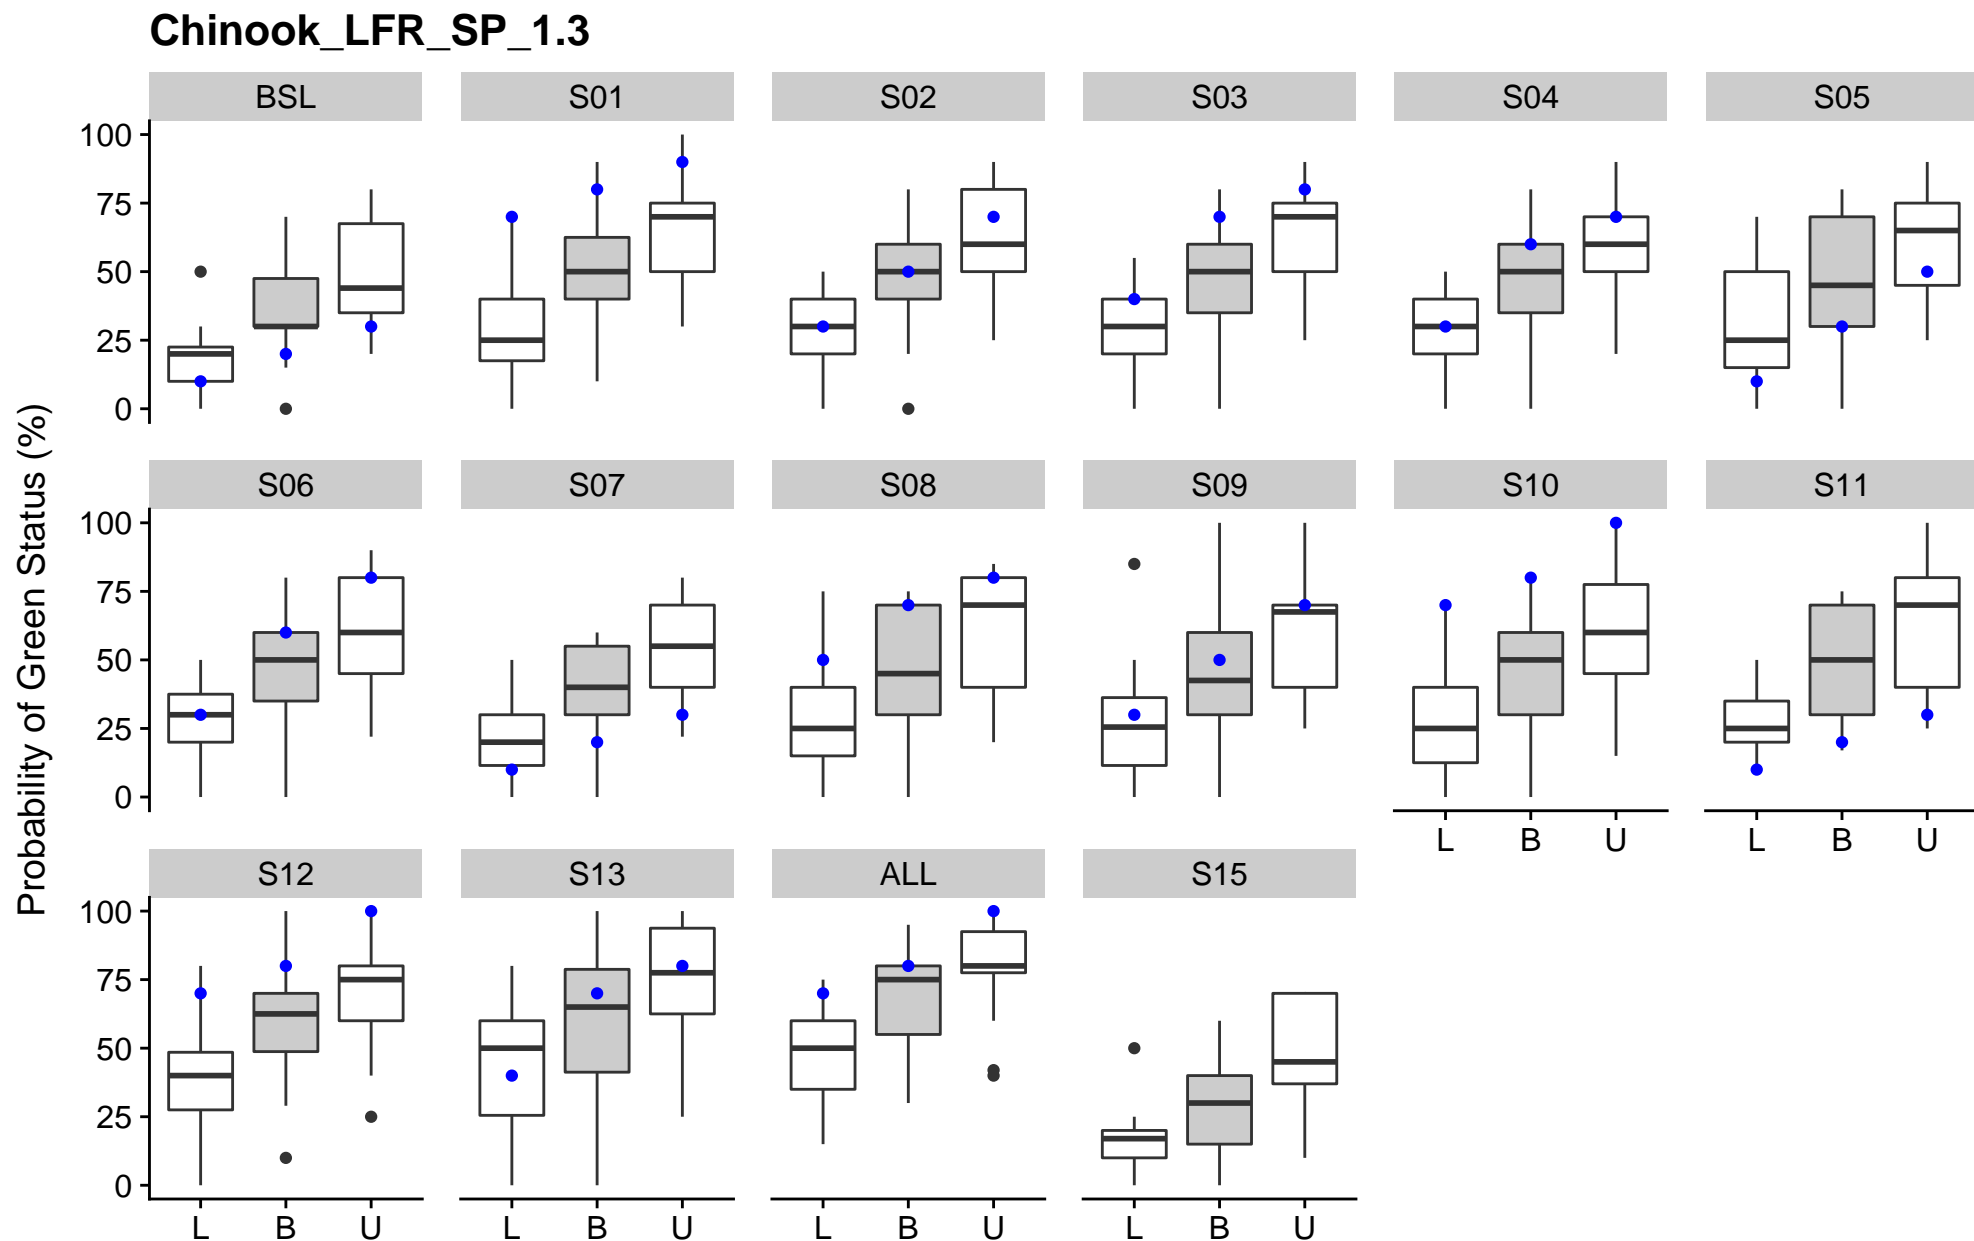 Chinook_LFR_SP_1.3
BSL S01 S02 S03 S04 S05
100
75
50
25
0
S06 S07 S08 S09 S10 S11
100
75
50
25
0
L B U L B U
S12 S13 ALL S15
100
75
50
25
0
L B U L B U L B U L B U
Probability of Green Status (%)